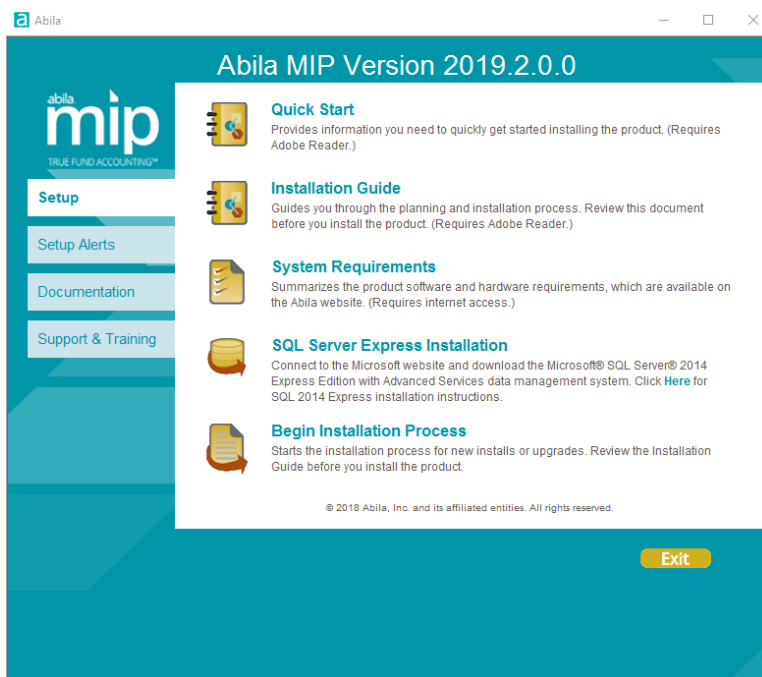 Abila
Abila MIP Version 2019.2.0.0
abila
mip
TRUE FUND ACCOUNTING™
Setup
Setup Alerts
Documentation
Support & Training
Quick Start
Provides information you need to quickly get started installing the product. (Requires
Adobe Reader.)
Installation Guide
Guides you through the planning and installation process. Review this document
before you install the product. (Requires Adobe Reader.)
System Requirements
Summarizes the product software and hardware requirements, which are available on
the Abila website. (Requires internet access.)
SQL Server Express Installation
Connect to the Microsoft website and download the Microsoft® SQL Server® 2014
Express Edition with Advanced Services data management system. Click Here for
SQL 2014 Express installation instructions.
Begin Installation Process
Starts the installation process for new installs or upgrades. Review the Installation
Guide before you install the product.
© 2018 Abila, Inc. and its affiliated entities. All rights reserved.
Exit